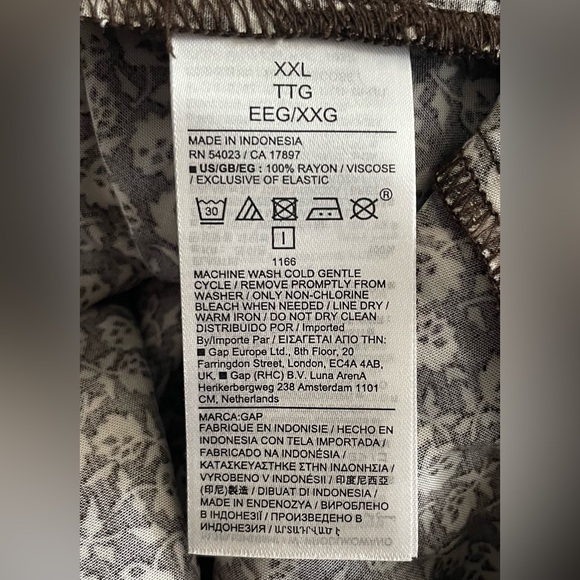 XXL
TTG
EEG/XXG
MADE IN INDONESIA
RN 54023 / CA 17897
■ US/GB/EG : 100% RAYON / VISCOSE
/ EXCLUSIVE OF ELASTIC
30
®
I
1166
MACHINE WASH COLD GENTLE
CYCLE / REMOVE PROMPTLY FROM
WASHER / ONLY NON-CHLORINE
BLEACH WHEN NEEDED / LINE DRY /
WARM IRON / DO NOT DRY CLEAN
DISTRIBUIDO POR / Imported
By/Importe Par / ΕΙΣΑΓΕΤΑΙ ΑΠΟ ΤΗΝ:
■ Gap Europe Ltd., 8th Floor, 20
Farringdon Street, London, EC4A 4AB,
UK, ■ Gap (RHC) B.V. Luna ArenA
Herikerbergweg 238 Amsterdam 1101
CM, Netherlands
MARCA:GAP
FABRIQUE EN INDONISIE / HECHO EN
INDONESIA CON TELA IMPORTADA /
FABRICADO NA INDONÉSIA /
ΚΑΤΑΣΚΕΥΑΣΤΗΚΕ ΣΤΗΝ ΙΝΔΟΝΗΣΙΑ /
VYROBENO V INDONÉSII / 印度尼西亞
(印尼)製造 / DIBUAT DI INDONESIA /
MADE IN ENDENOZYA / ВИРОБЛЕНО
В ІНДОНЕЗІЇ / ПРОИЗВЕДЕНО В
ИНДОНЕЗИЯ / ԱՐՏԱԴՐՎԱԾ Է